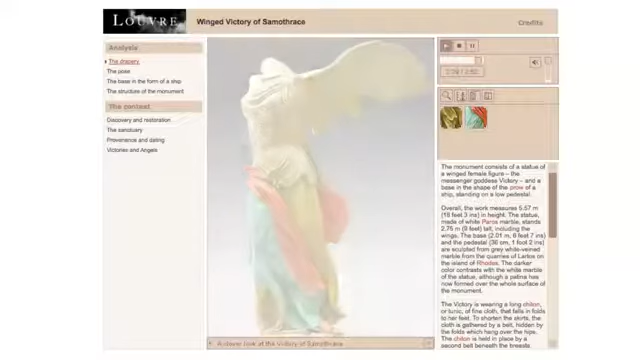 LOUVRE
Winged Victory of Samothrace
Credits
Analysis
The drapery
The pose
The base in the form of a ship
The structure of the monument
The context
Discovery and restoration
The sanctuary
Provenance and dating
Victories and Angels
The monument consists of a statue of
a winged female figure – the
messenger goddess Victory – and a
base in the shape of the prow of a
ship, standing on a low pedestal.
Overall, the work measures 5.57 m
(18 feet 3 ins) in height. The statue,
made of white Paros marble, stands
2.75 m (9 feet) tall, including the
wings. The base (2.01 m, 6 feet 7 ins)
and the pedestal (36 cm, 1 foot 2 ins)
are sculpted from grey white-veined
marble from the quarries of Lartos on
the island of Rhodes. The darker
color contrasts with the white marble
of the statue, although a patina has
now formed over the whole surface of
the monument.
The Victory is wearing a long chiton,
or tunic, of fine cloth, that falls in folds
to her feet. To shorten the skirts, the
cloth is gathered by a belt, hidden by
the folds which hang over the hips.
The chiton is held in place by a
second belt beneath the breasts
A closer look at the Victory of Samothrace